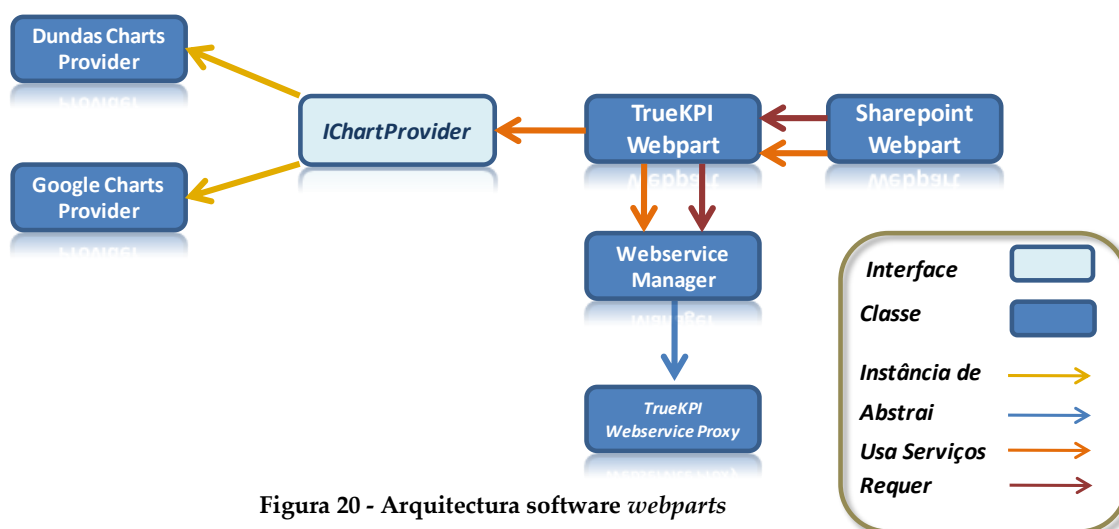 Dundas Charts
Provider
IChartProvider
TrueKPI
Webpart
Sharepoint
Webpart
Google Charts
Provider
Webservice
Manager
TrueKPI
Webservice Proxy
Interface
Classe
Instância de
Abstrai
Usa Serviços
Requer
Figura 20 - Arquitectura software webparts